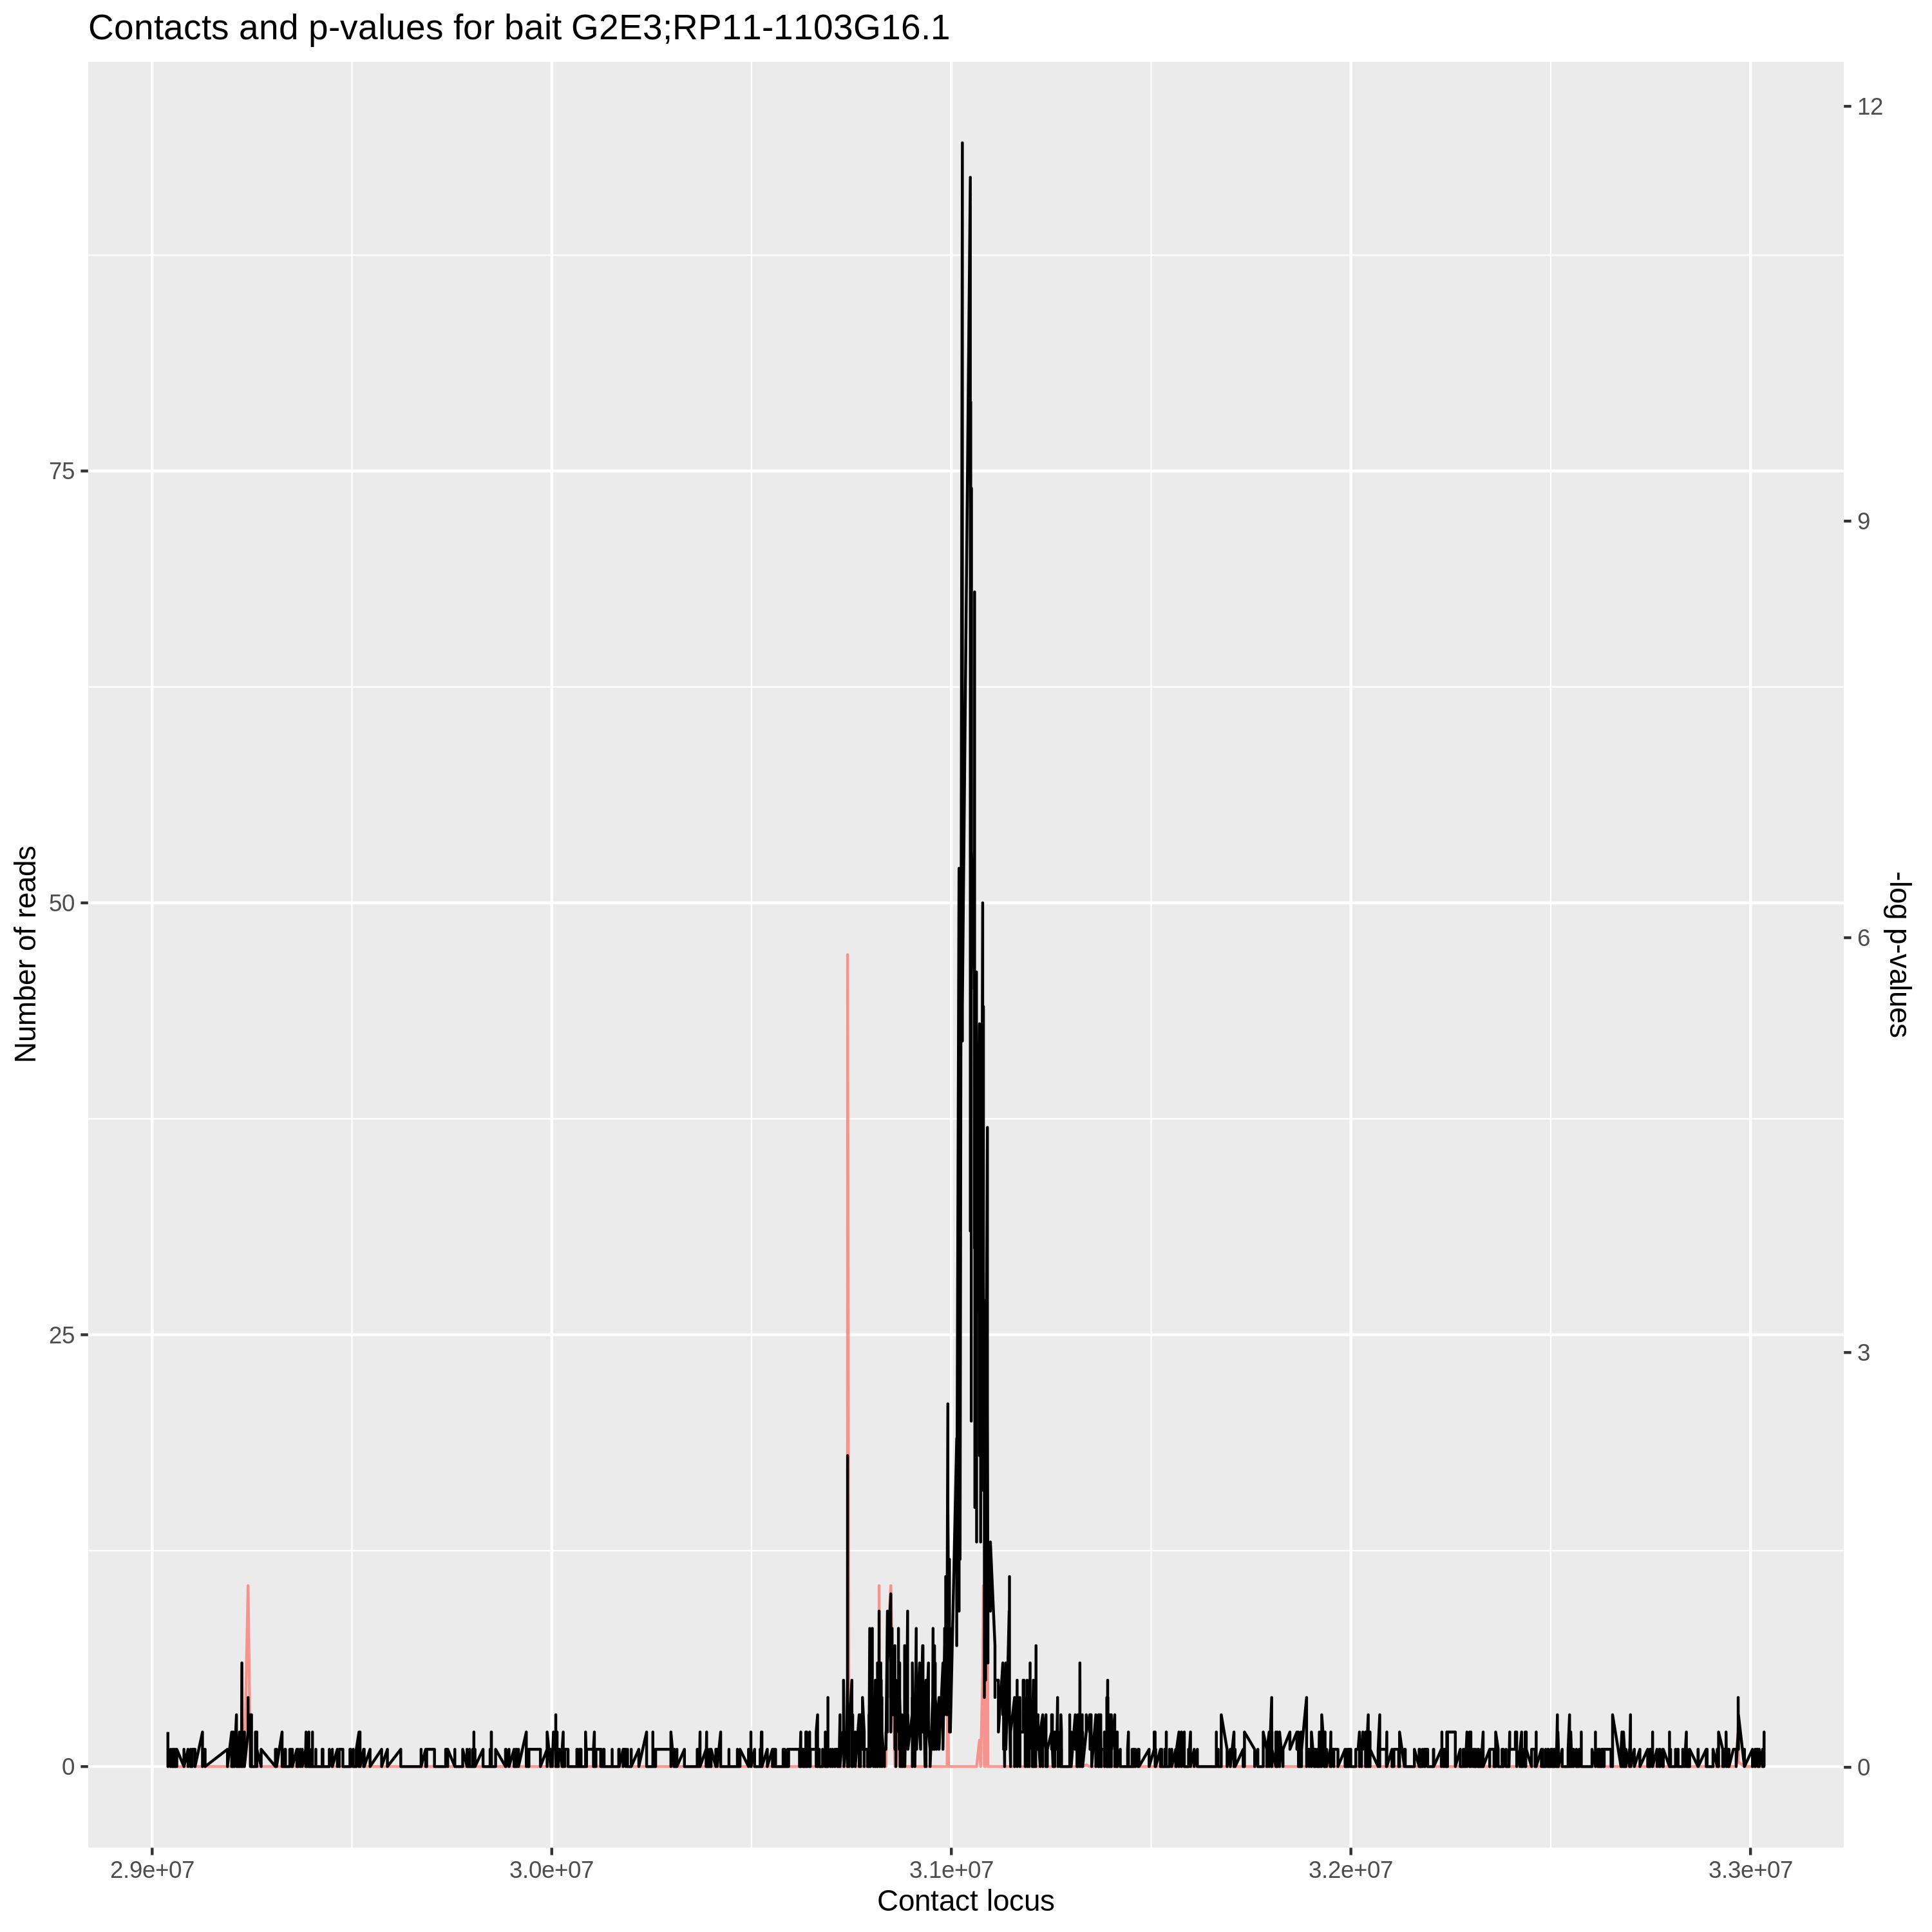 Contacts and p-values for bait G2E3;RP11-1103G16.1
12
9
6
3
0
75
50
25
0
Number of reads
-log p-values
2.9e+07 3.0e+07 3.1e+07 3.2e+07 3.3e+07
Contact locus